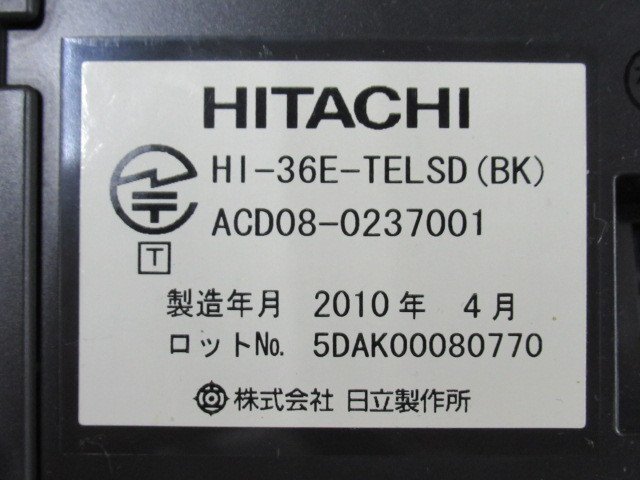 HITACHI
HI-36E-TELSD(BK)
ACD08-0237001
T
製造年月 2010年 4月
ロット№. 5DAK00080770
株式会社 日立製作所